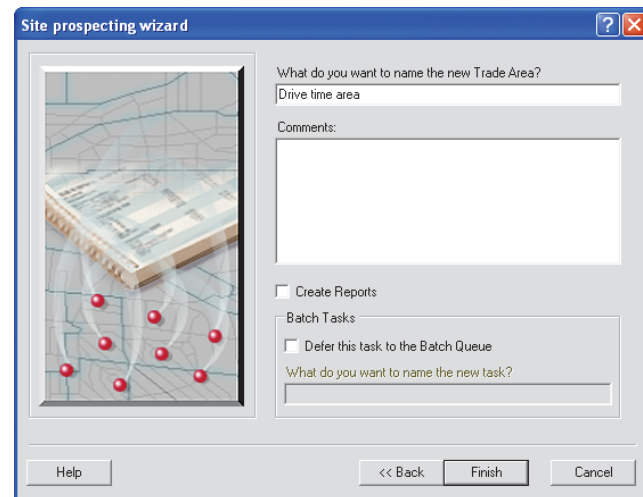 Site prospecting wizard
What do you want to name the new Trade Area?
Drive time area
Comments:
Create Reports
Batch Tasks
Defer this task to the Batch Queue
What do you want to name the new task?
Help
<< Back
Finish
Cancel